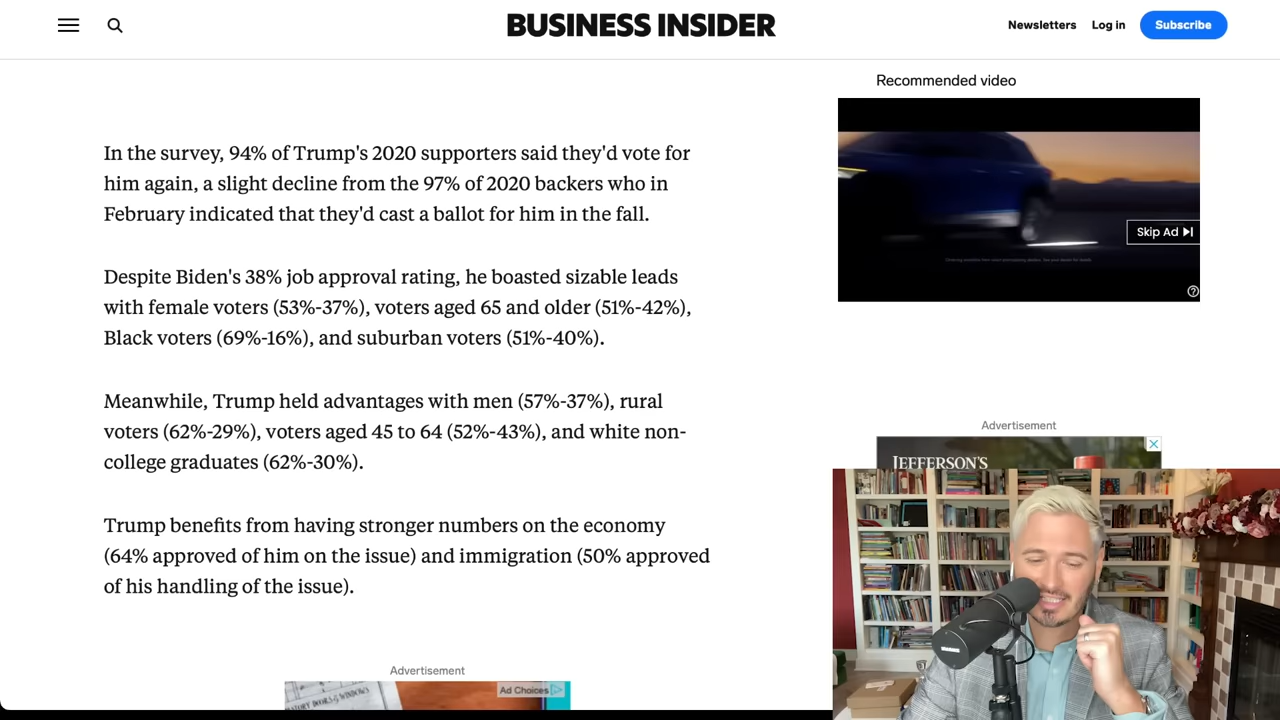 BUSINESS INSIDER
Newsletters
Log in
Subscribe
Recommended video
Skip Ad
In the survey, 94% of Trump's 2020 supporters said they'd vote for
him again, a slight decline from the 97% of 2020 backers who in
February indicated that they'd cast a ballot for him in the fall.
Despite Biden's 38% job approval rating, he boasted sizable leads
with female voters (53%-37%), voters aged 65 and older (51%-42%),
Black voters (69%-16%), and suburban voters (51%-40%).
Meanwhile, Trump held advantages with men (57%-37%), rural
voters (62%-29%), voters aged 45 to 64 (52%-43%), and white non-
college graduates (62%-30%).
Trump benefits from having stronger numbers on the economy
(64% approved of him on the issue) and immigration (50% approved
of his handling of the issue).
Advertisement
JEFFERSON'S
Advertisement
Ad Choices